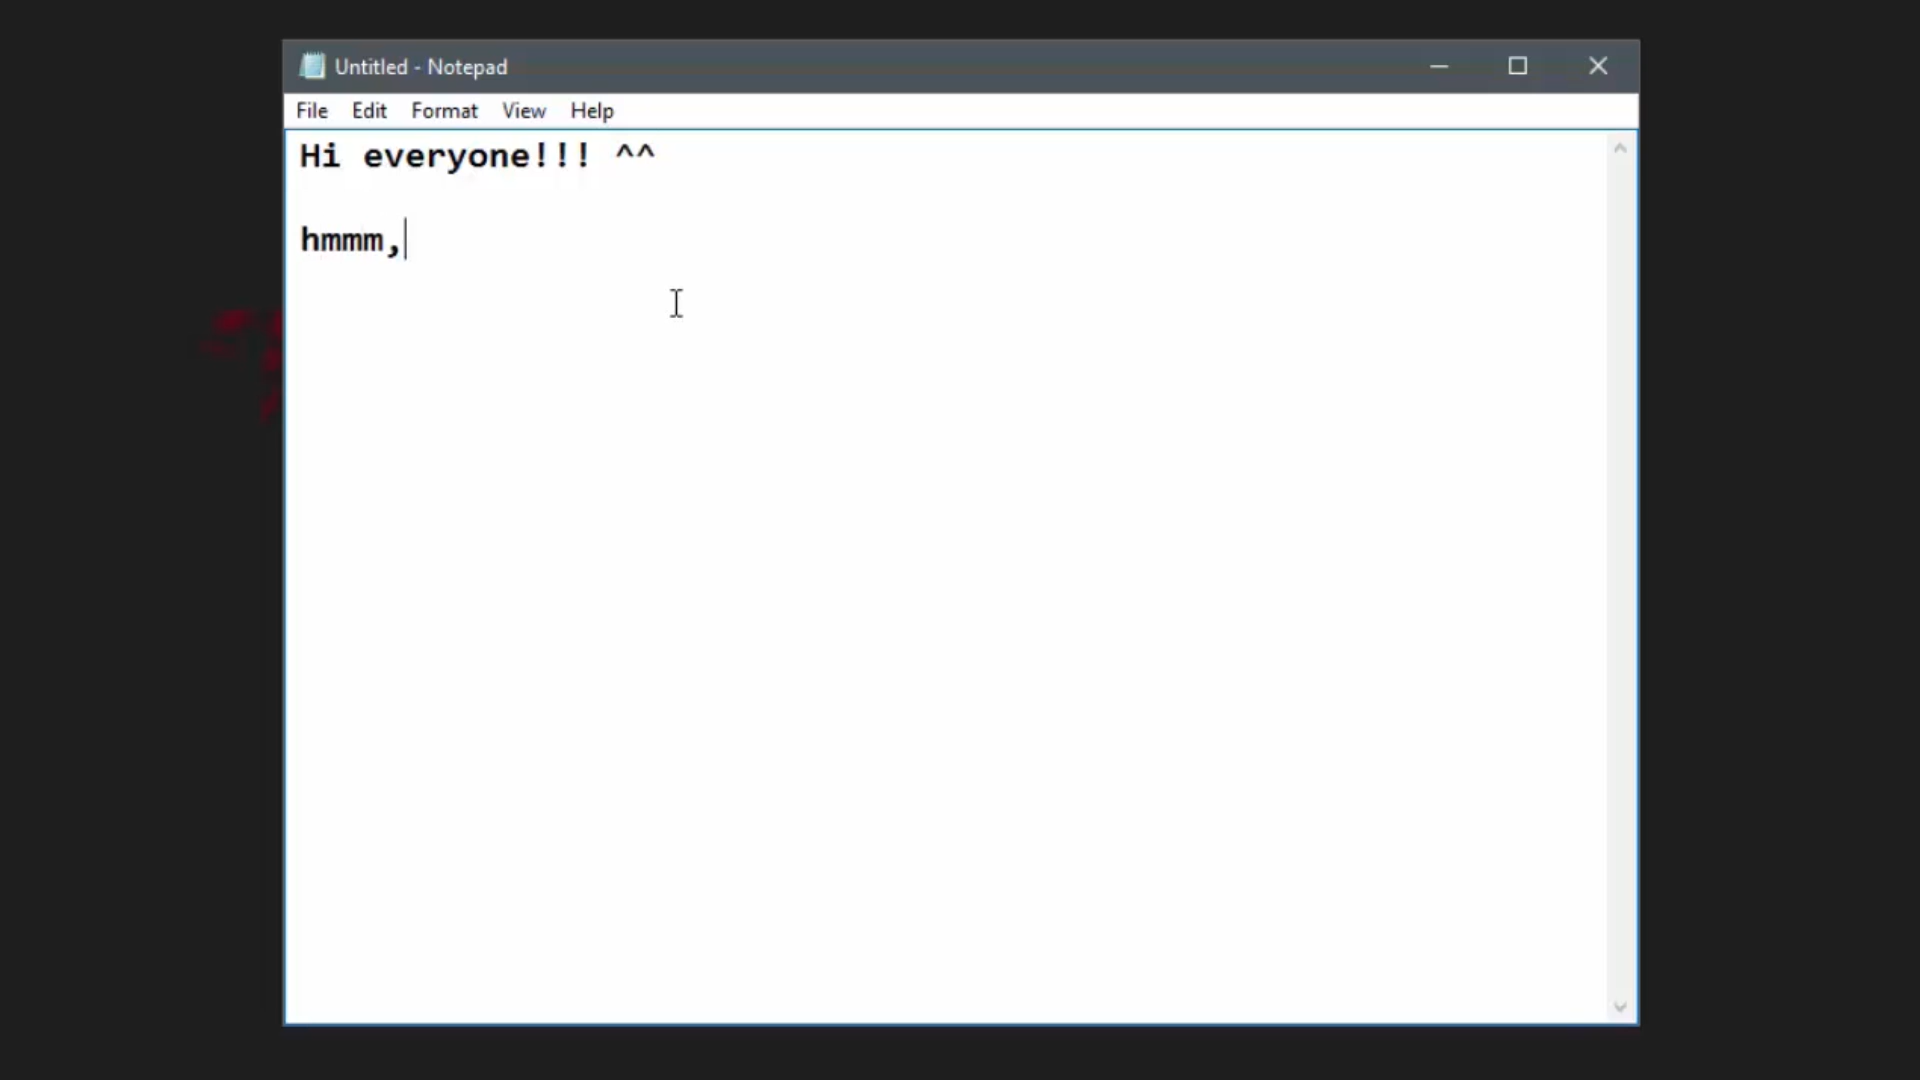 Untitled - Notepad
File Edit Format View Help
Hi everyone!!! ^^
hmmm,